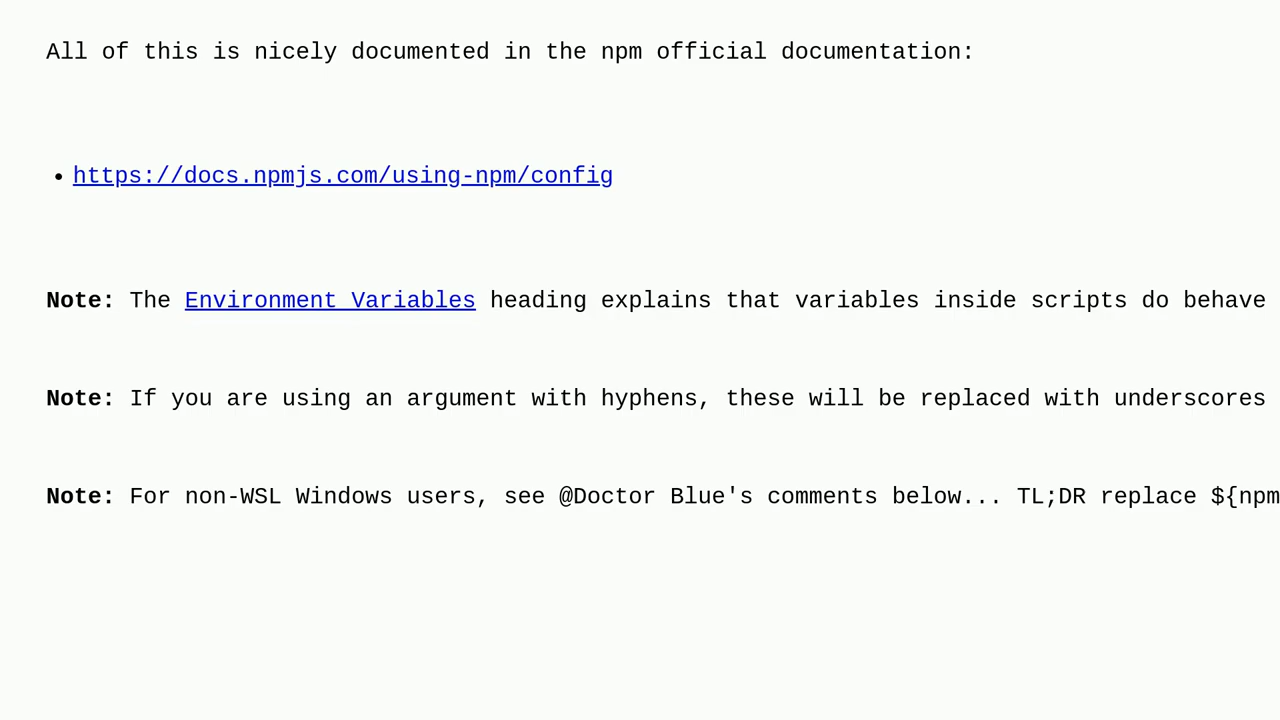 All of this is nicely documented in the npm official documentation:
• https://docs.npmjs.com/using-npm/config
Note: The Environment Variables heading explains that variables inside scripts do behave
Note: If you are using an argument with hyphens, these will be replaced with underscores
Note: For non-WSL Windows users, see @Doctor Blue's comments below... TL;DR replace ${npm